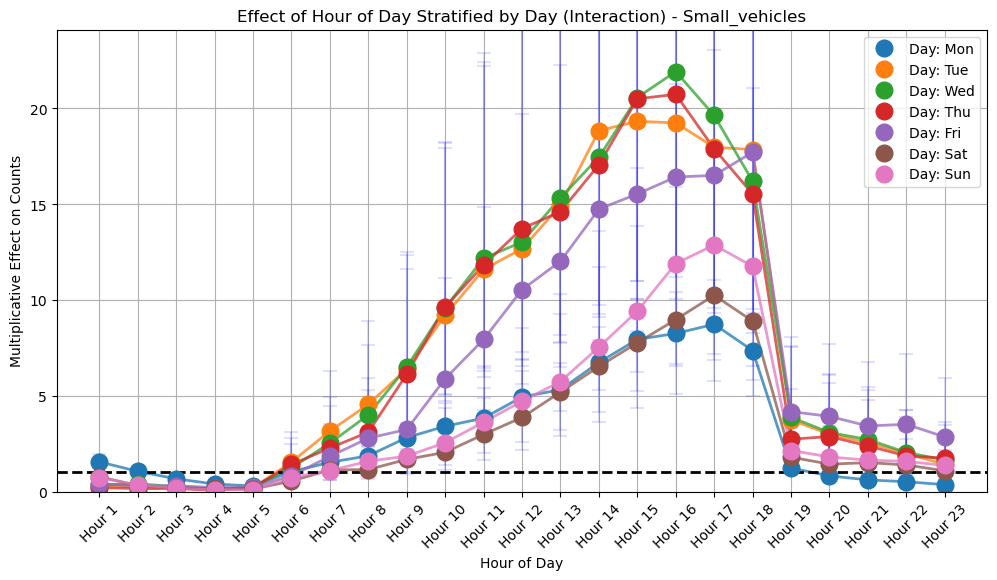 Effect of Hour of Day Stratified by Day (Interaction) - Small_vehicles
Multiplicative Effect on Counts
20
15
10
5
0
Day: Mon
Day: Tue
Day: Wed
Day: Thu
Day: Fri
Day: Sat
Day: Sun
Hour 1
Hour 2
Hour 3
Hour 4
Hour 5
Hour 6
Hour 7
Hour 8
Hour 9
Hour 10
Hour 11
Hour 12
Hour 13
Hour 14
Hour 15
Hour 16
Hour 17
Hour 18
Hour 19
Hour 20
Hour 21
Hour 22
Hour 23
Hour of Day